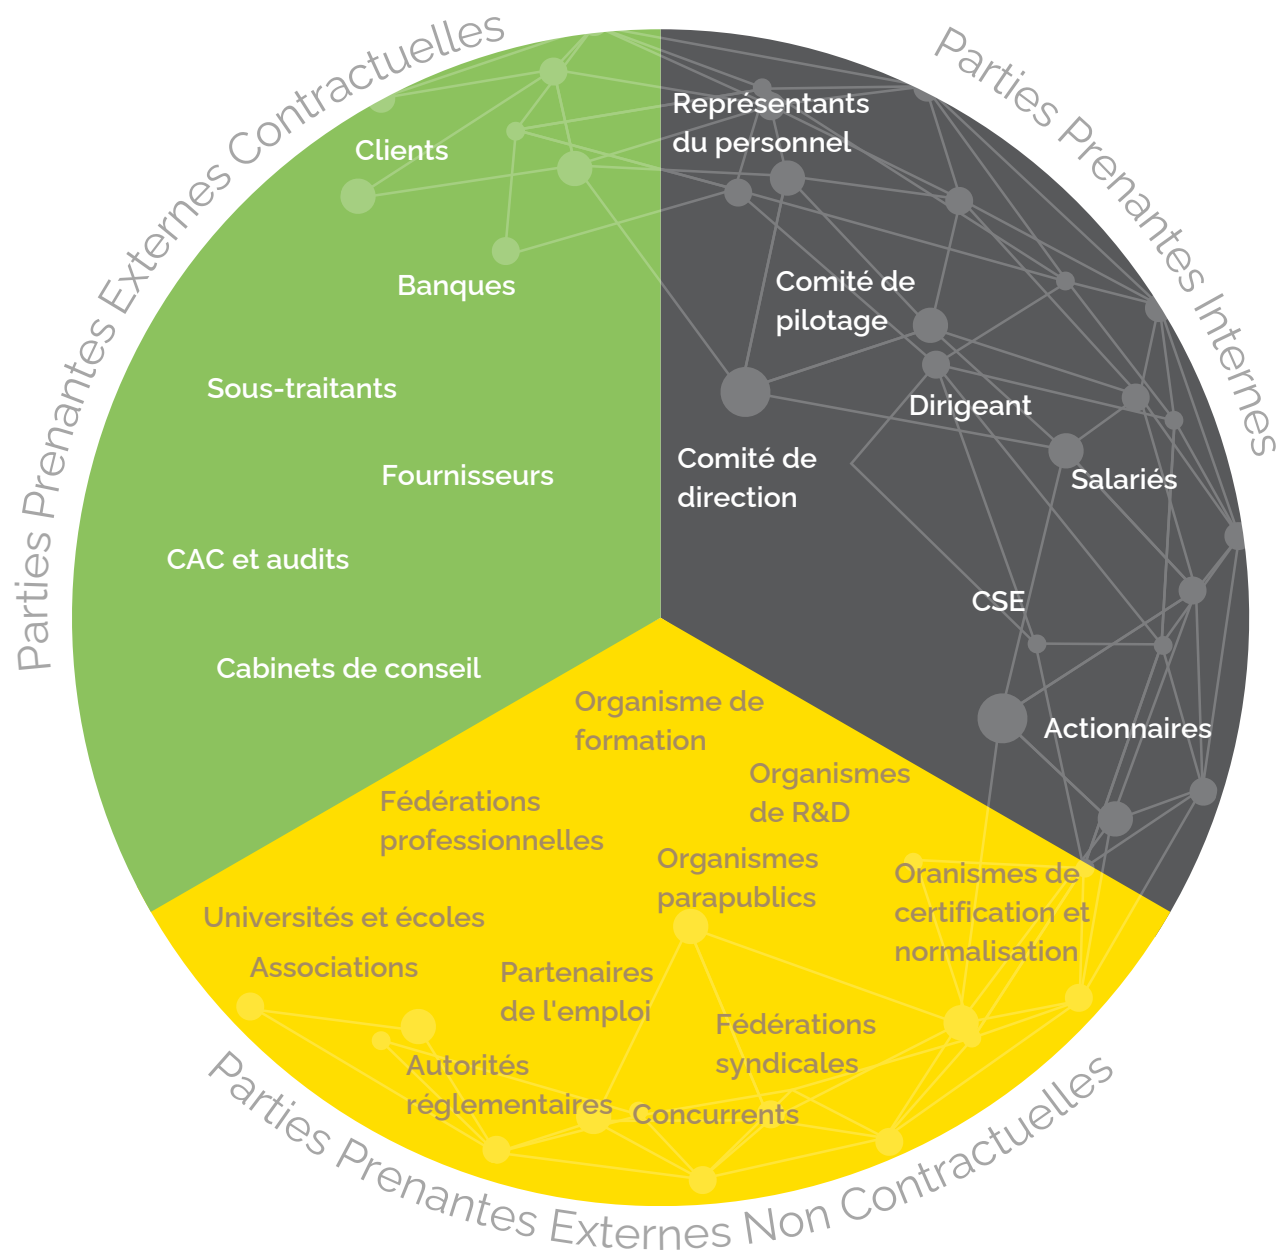 Parties Prenantes Externes Contractuelles
Clients
Banques
Sous-traitants
Fournisseurs
CAC et audits
Cabinets de conseil
Parties Prenantes Internes
Représentants
du personnel
Comité de
pilotage
Dirigeant
Comité de
direction
Salariés
CSE
Actionnaires
Organisme de
formation
Organismes
de R&D
Fédérations
professionnelles
Organismes
parapublics
Oranismes de
certification et
normalisation
Universités et écoles
Associations
Partenaires
de l'emploi
Fédérations
syndicales
Autorités
réglementaires
Concurrents
Parties Prenantes Externes Non Contractuelles